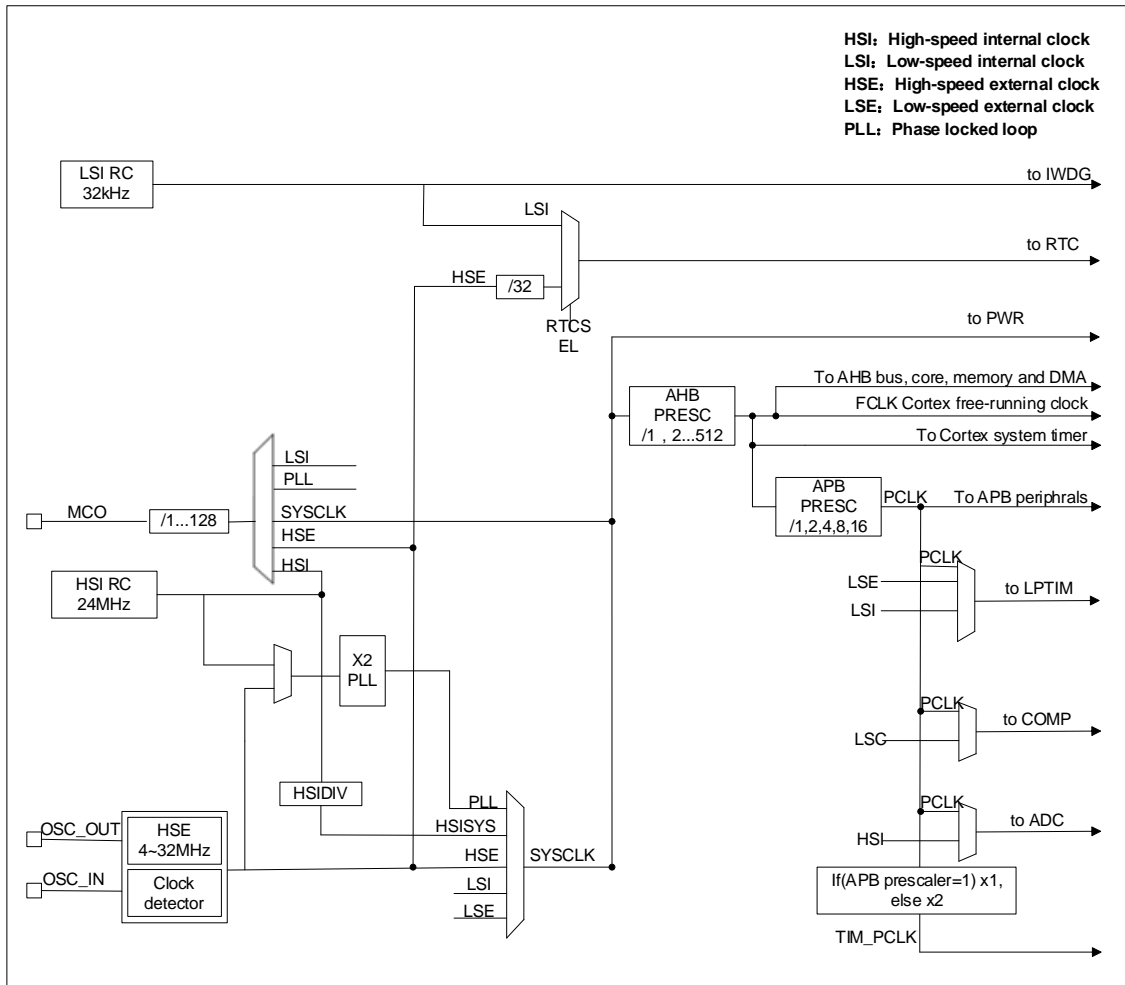 HSI：High-speed internal clock
LSI：Low-speed internal clock
HSE：High-speed external clock
LSE：Low-speed external clock
PLL：Phase locked loop
LSI RC
32kHz
to IWDG
LSI
to RTC
HSE
/32
RTCS
EL
to PWR
To AHB bus, core, memory and DMA
AHB
PRESC
/1 , 2...512
FCLK Cortex free-running clock
To Cortex system timer
LSI
PLL
MCO
/1...128
SYSCLK
HSE
HSI
APB
PRESC
/1,2,4,8,16
PCLK
To APB periphrals
HSI RC
24MHz
PCLK
LSE
LSI
to LPTIM
X2
PLL
PCLK
LSC
to COMP
HSIDIV
PLL
HSISYS
HSE
LSI
LSE
SYSCLK
OSC_OUT
HSE
4~32MHz
OSC_IN
Clock
detector
PCLK
HSI
to ADC
If(APB prescaler=1) x1,
else x2
TIM_PCLK